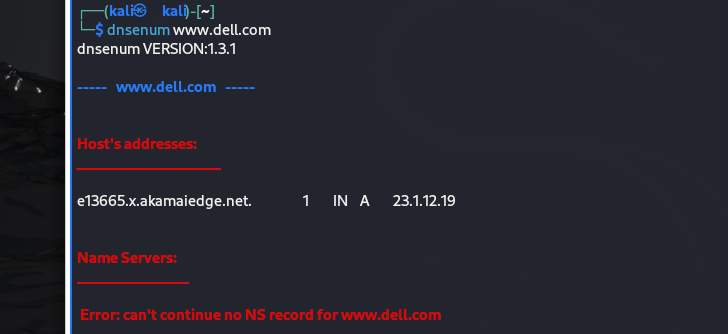 (kali㉿kali)-[~]
$ dnsenum www.dell.com
dnsenum VERSION:1.3.1
----- www.dell.com -----
Host's addresses:
__________________
e13665.x.akamaiedge.net. 1 IN A 23.1.12.19
Name Servers:
______________
Error: can't continue no NS record for www.dell.com